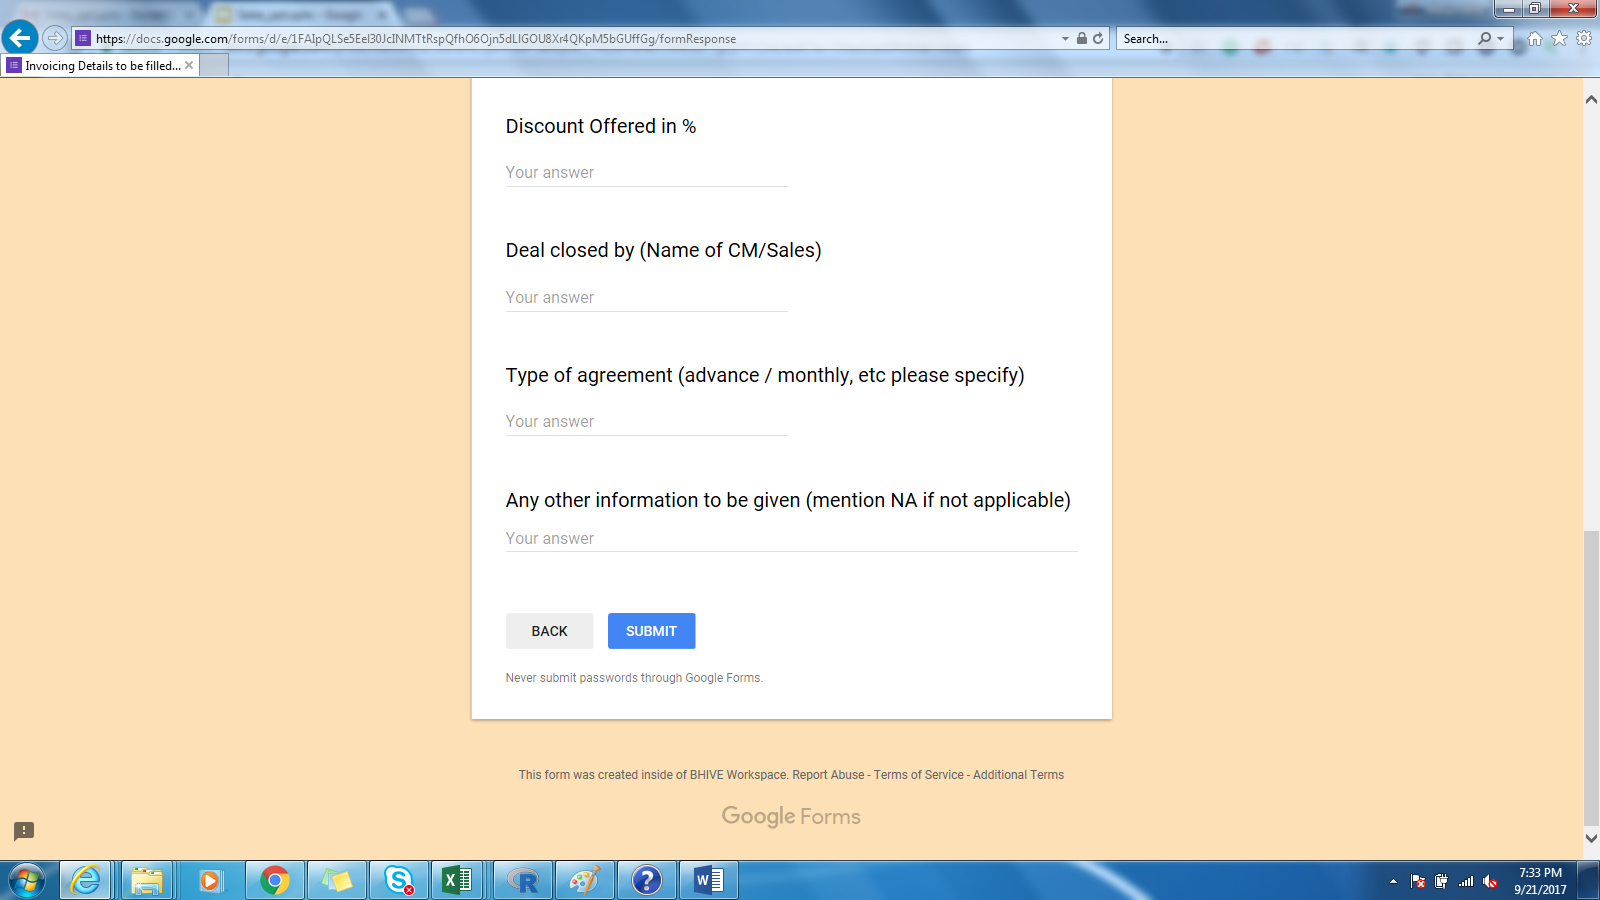 https://docs.google.com/forms/d/e/1FAIpQLSe5Eel30JcINMTtRspQfhO6Ojn5dLlGOU8Xr4QKpM5bGUffGg/formResponse
Search...
Invoicing Details to be filled...
Discount Offered in %
Your answer
Deal closed by (Name of CM/Sales)
Your answer
Type of agreement (advance / monthly, etc please specify)
Your answer
Any other information to be given (mention NA if not applicable)
Your answer
BACK
SUBMIT
Never submit passwords through Google Forms.
This form was created inside of BHIVE Workspace. Report Abuse - Terms of Service - Additional Terms
Google Forms
7:33 PM
9/21/2017